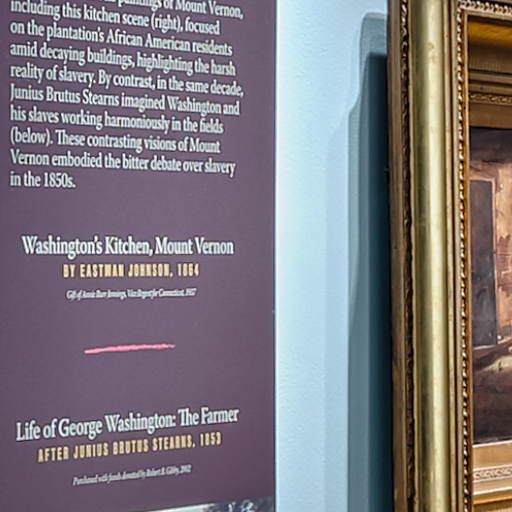 paintings of Mount Vernon,
including this kitchen scene (right), focused
on the plantation's African American residents
amid decaying buildings, highlighting the harsh
reality of slavery. By contrast, in the same decade,
Junius Brutus Stearns imagined Washington and
his slaves working harmoniously in the fields
(below). These contrasting visions of Mount
Vernon embodied the bitter debate over slavery
in the 1850s.
Washington's Kitchen, Mount Vernon
BY EASTMAN JOHNSON, 1864
Gift of Annie Burr Jennings, Vice Regent for Connecticut, 1937
Life of George Washington: The Farmer
AFTER JUNIUS BRUTUS STEARNS, 1853
Purchased with funds donated by Robert B. Gibby, 2012